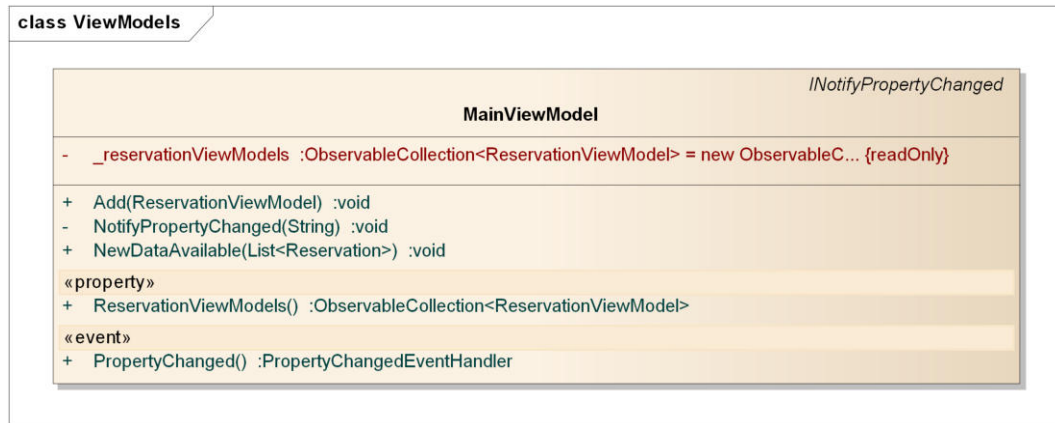 class ViewModels
INotifyPropertyChanged
MainViewModel
- _reservationViewModels :ObservableCollection<ReservationViewModel> = new ObservableC... {readOnly}
+ Add(ReservationViewModel) :void
- NotifyPropertyChanged(String) :void
+ NewDataAvailable(List<Reservation>) :void
«property»
+ ReservationViewModels() :ObservableCollection<ReservationViewModel>
«event»
+ PropertyChanged() :PropertyChangedEventHandler